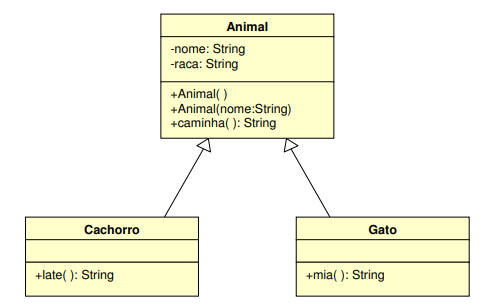 Animal
-nome: String
-raca: String
+Animal( )
+Animal(nome:String)
+caminha( ): String
Cachorro
+late( ): String
Gato
+mia( ): String